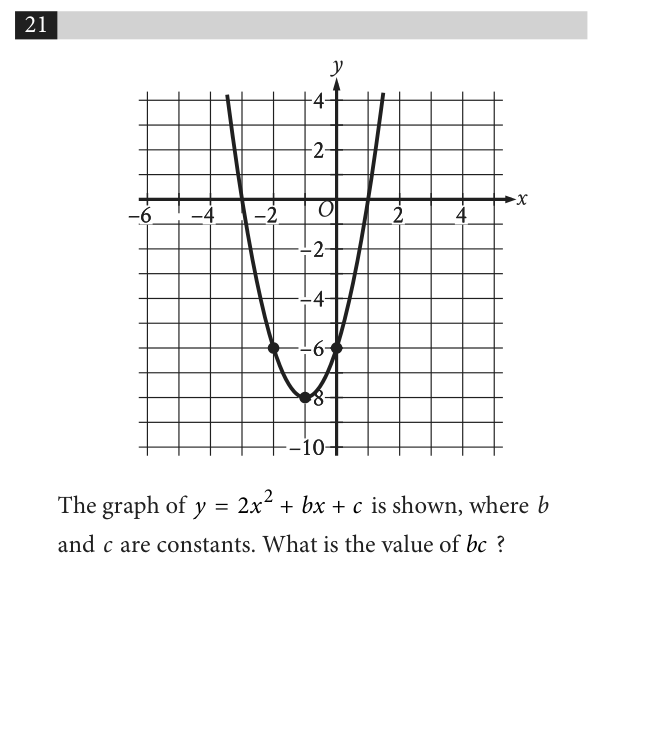 21
y
4
2
−6 −4 −2 O 2 4 x
−2
−4
−6
8
−10
The graph of y = 2x² + bx + c is shown, where b
and c are constants. What is the value of bc ?